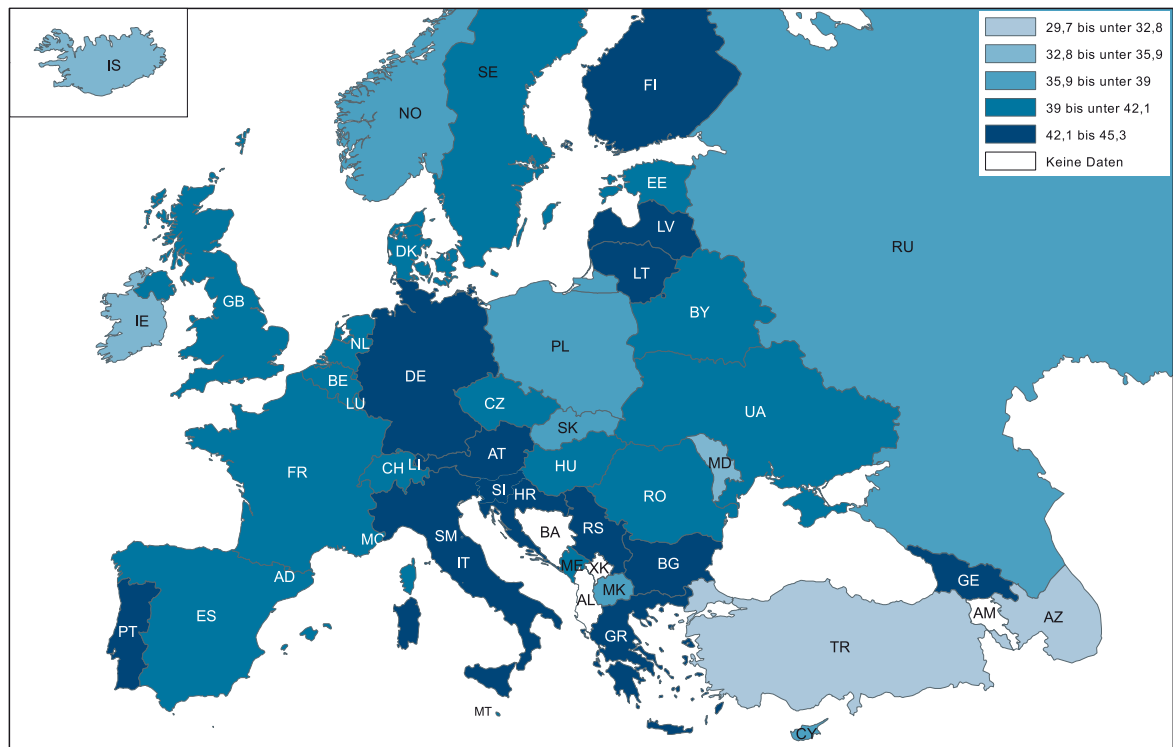 29,7 bis unter 32,8
32,8 bis unter 35,9
35,9 bis unter 39
39 bis unter 42,1
42,1 bis 45,3
Keine Daten
IS
SE
FI
NO
EE
LV
RU
DK
LT
GB
BY
IE
NL
PL
DE
BE
LU
CZ
UA
SK
AT
MD
CH
LI
HU
FR
SI
HR
RO
BA
RS
MC
SM
IT
ME
XK
BG
AD
MK
AL
GE
AM
AZ
PT
ES
GR
TR
MT
CY